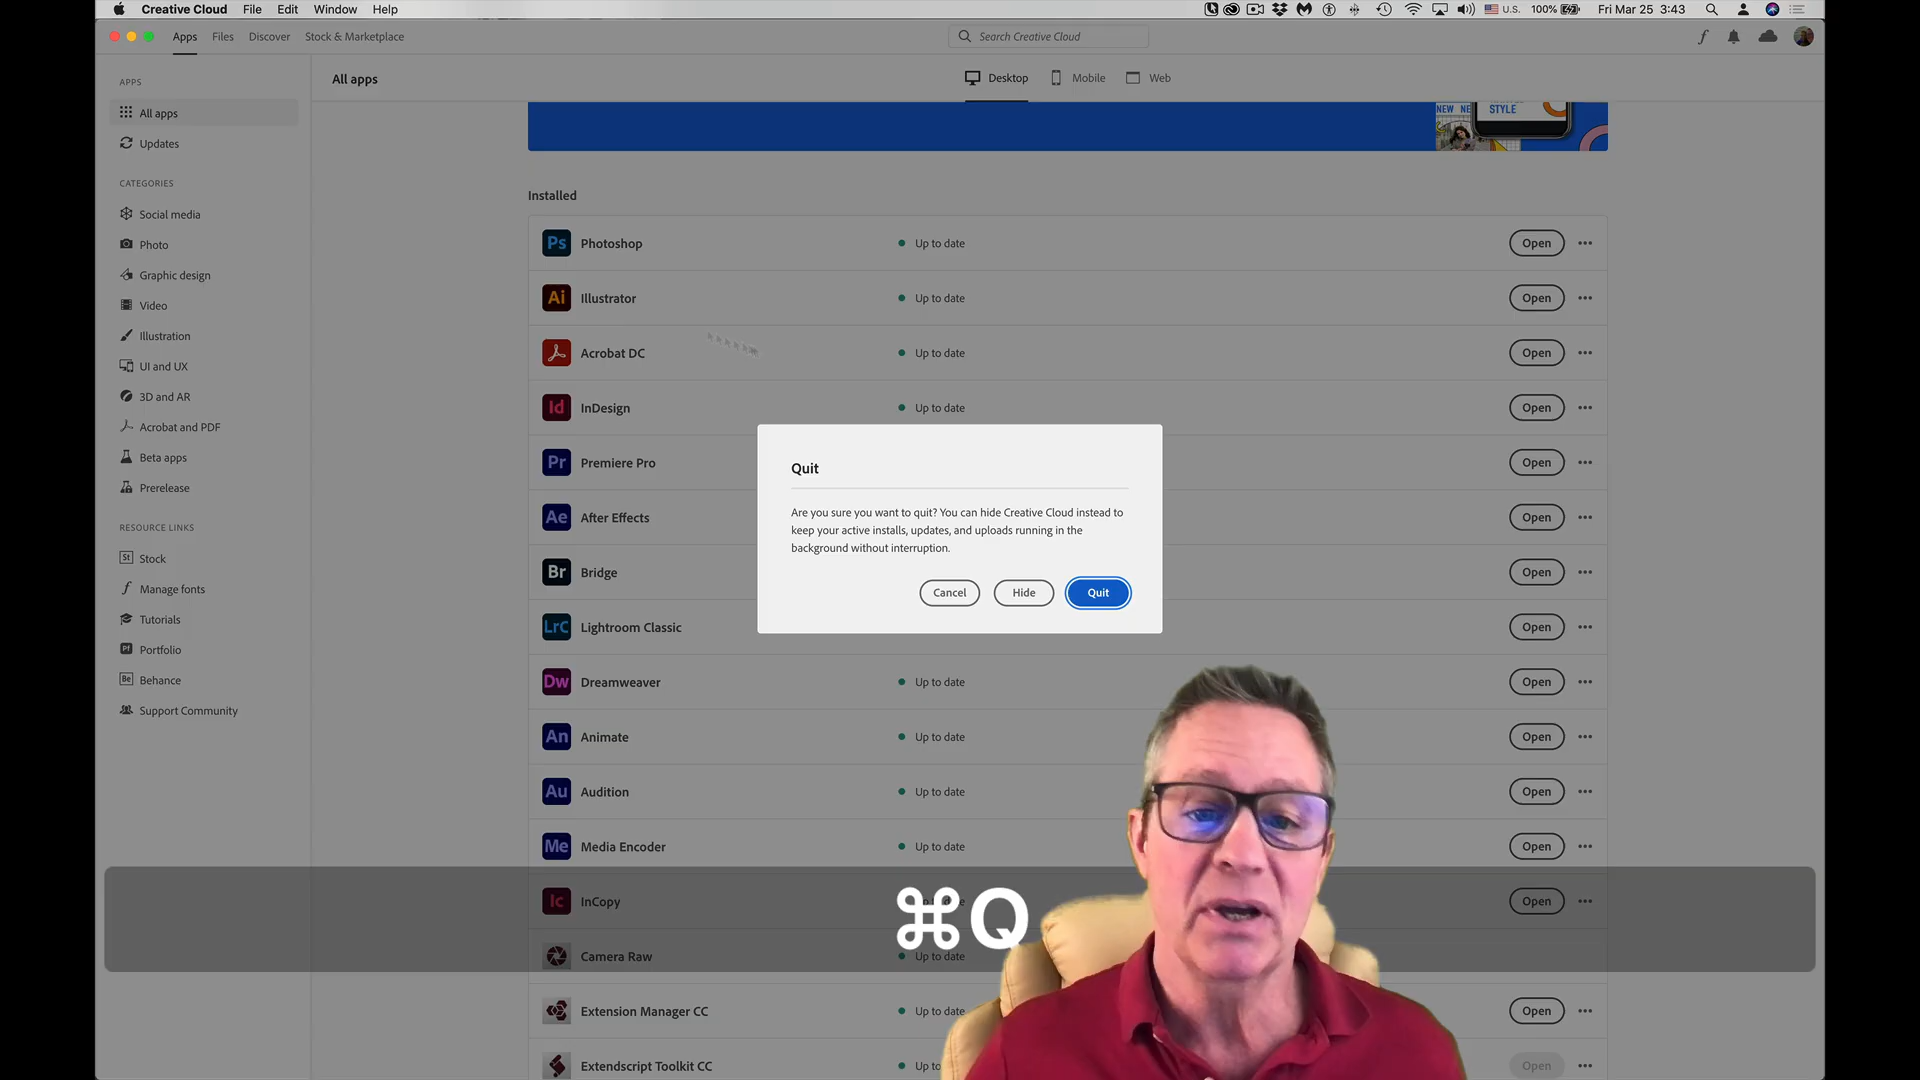 Creative Cloud File Edit Window Help
U.S. 100% Fri Mar 25 3:43
Apps Files Discover Stock & Marketplace
Search Creative Cloud
APPS
All apps
Updates
CATEGORIES
Social media
Photo
Graphic design
Video
Illustration
UI and UX
3D and AR
Acrobat and PDF
Beta apps
Prerelease
RESOURCE LINKS
St Stock
Manage fonts
Tutorials
Portfolio
Be Behance
Support Community
All apps
Desktop Mobile Web
NEW NE
STYLE
Installed
Ps Photoshop Up to date Open
Ai Illustrator Up to date Open
Acrobat DC Up to date Open
Id InDesign Up to date Open
Pr Premiere Pro Open
Ae After Effects Open
Br Bridge Open
LrC Lightroom Classic Open
Dw Dreamweaver Up to date Open
An Animate Up to date Open
Au Audition Up to date Open
Me Media Encoder Up to date Open
Ic InCopy Open
Camera Raw Up to date
Extension Manager CC Up to date Open
Extendscript Toolkit CC Up to Open
Quit
Are you sure you want to quit? You can hide Creative Cloud instead to
keep your active installs, updates, and uploads running in the
background without interruption.
Cancel Hide Quit
⌘Q